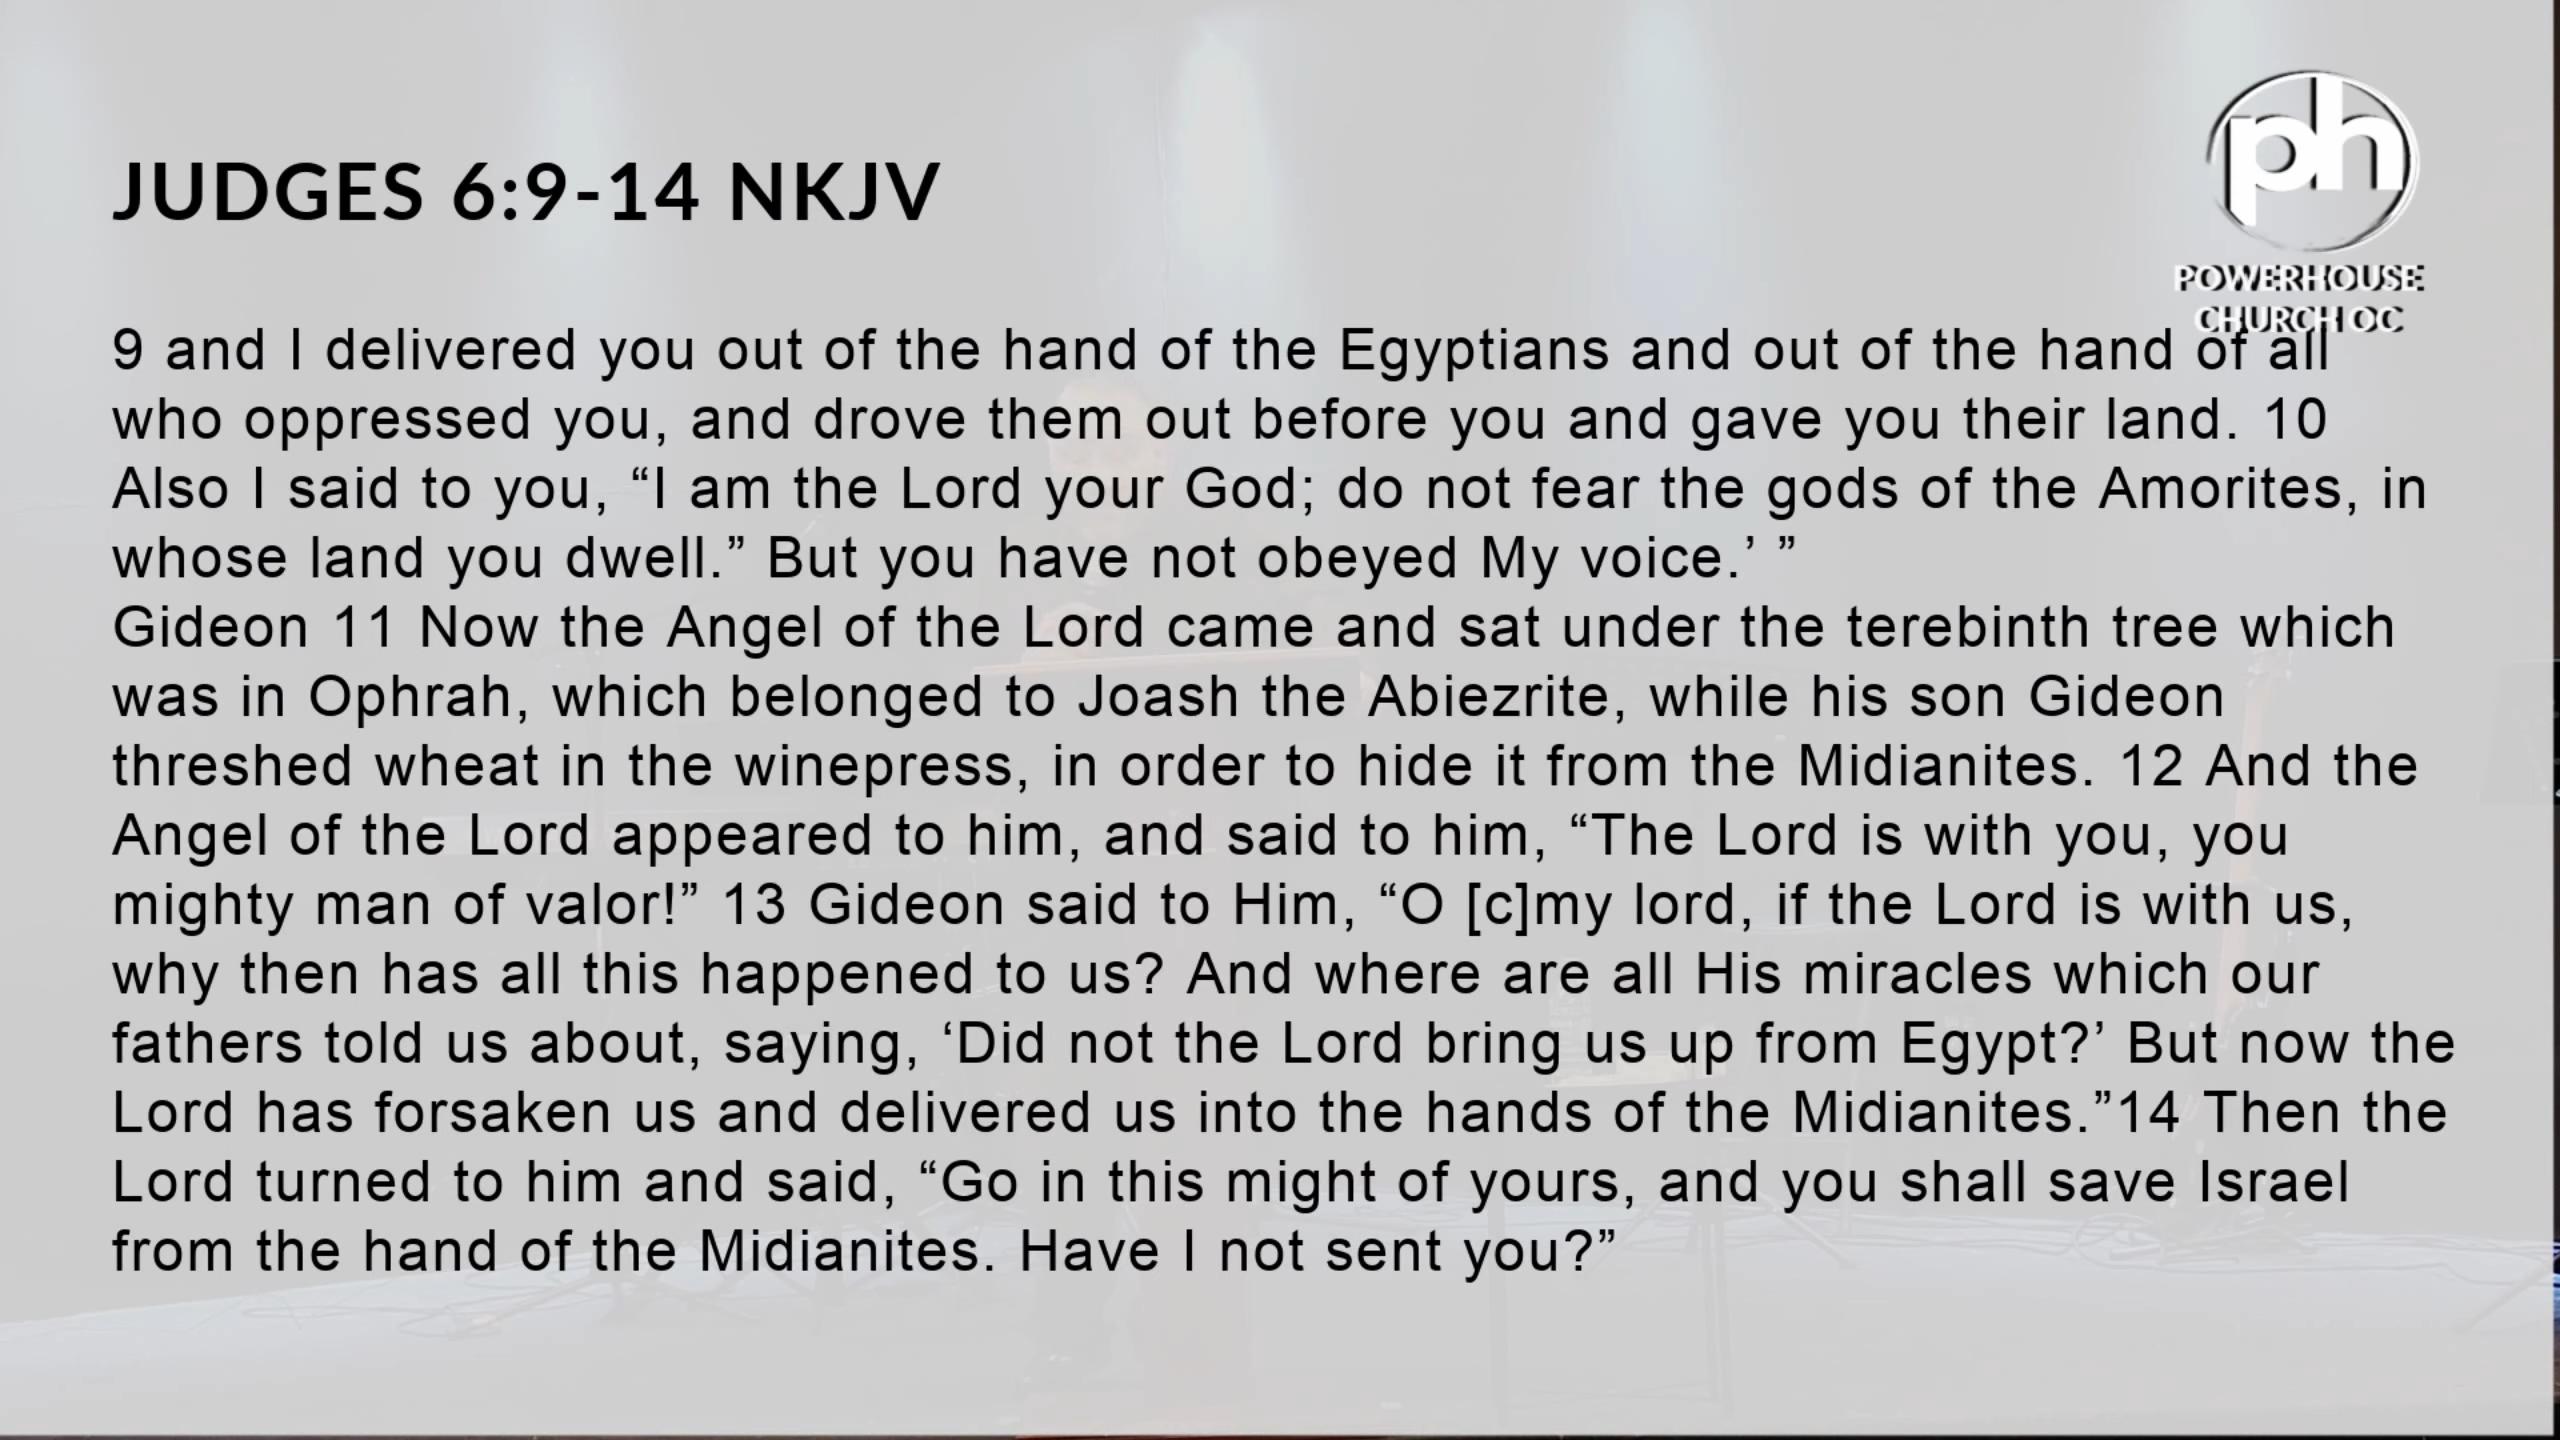 JUDGES 6:9-14 NKJV
ph
POWERHOUSE
CHURCH OC
9 and I delivered you out of the hand of the Egyptians and out of the hand of all
who oppressed you, and drove them out before you and gave you their land. 10
Also I said to you, “I am the Lord your God; do not fear the gods of the Amorites, in
whose land you dwell.” But you have not obeyed My voice.’ ”
Gideon 11 Now the Angel of the Lord came and sat under the terebinth tree which
was in Ophrah, which belonged to Joash the Abiezrite, while his son Gideon
threshed wheat in the winepress, in order to hide it from the Midianites. 12 And the
Angel of the Lord appeared to him, and said to him, “The Lord is with you, you
mighty man of valor!” 13 Gideon said to Him, “O [c]my lord, if the Lord is with us,
why then has all this happened to us? And where are all His miracles which our
fathers told us about, saying, ‘Did not the Lord bring us up from Egypt?’ But now the
Lord has forsaken us and delivered us into the hands of the Midianites.”14 Then the
Lord turned to him and said, “Go in this might of yours, and you shall save Israel
from the hand of the Midianites. Have I not sent you?”